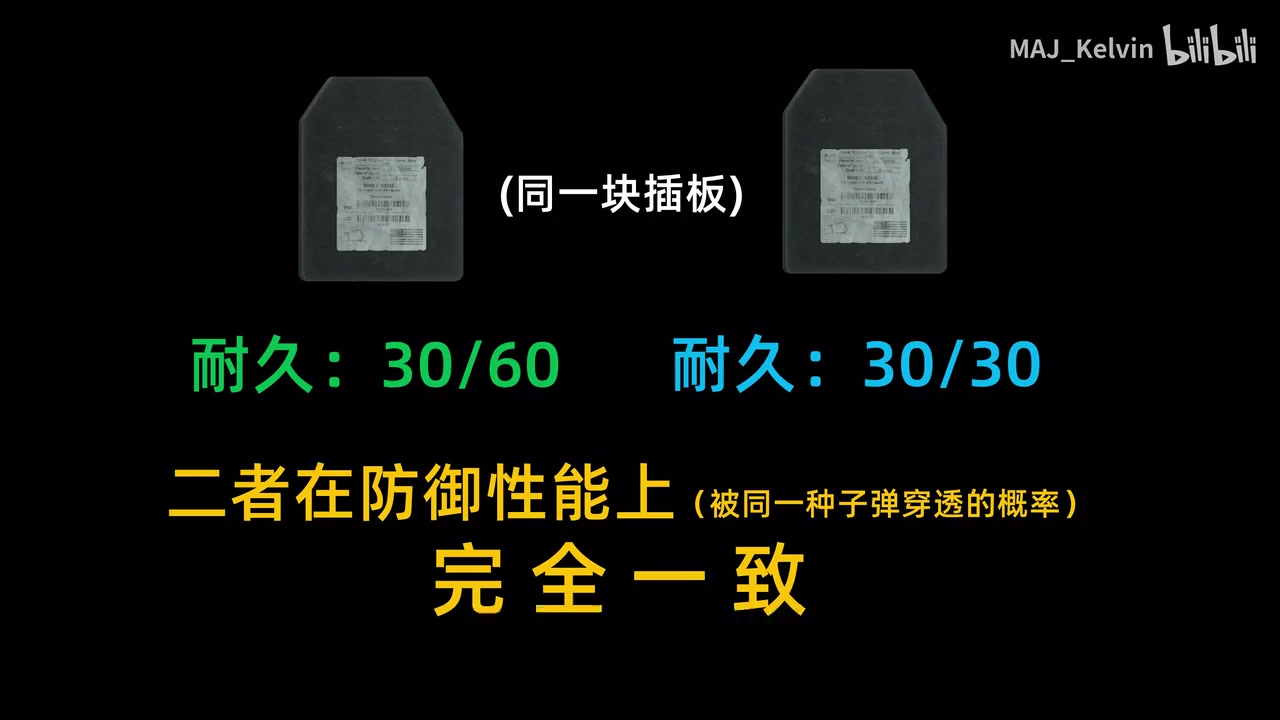 MAJ_Kelvin bilibili
(同一块插板)
耐久：30/60
耐久：30/30
二者在防御性能上（被同一种子弹穿透的概率）
完全一致